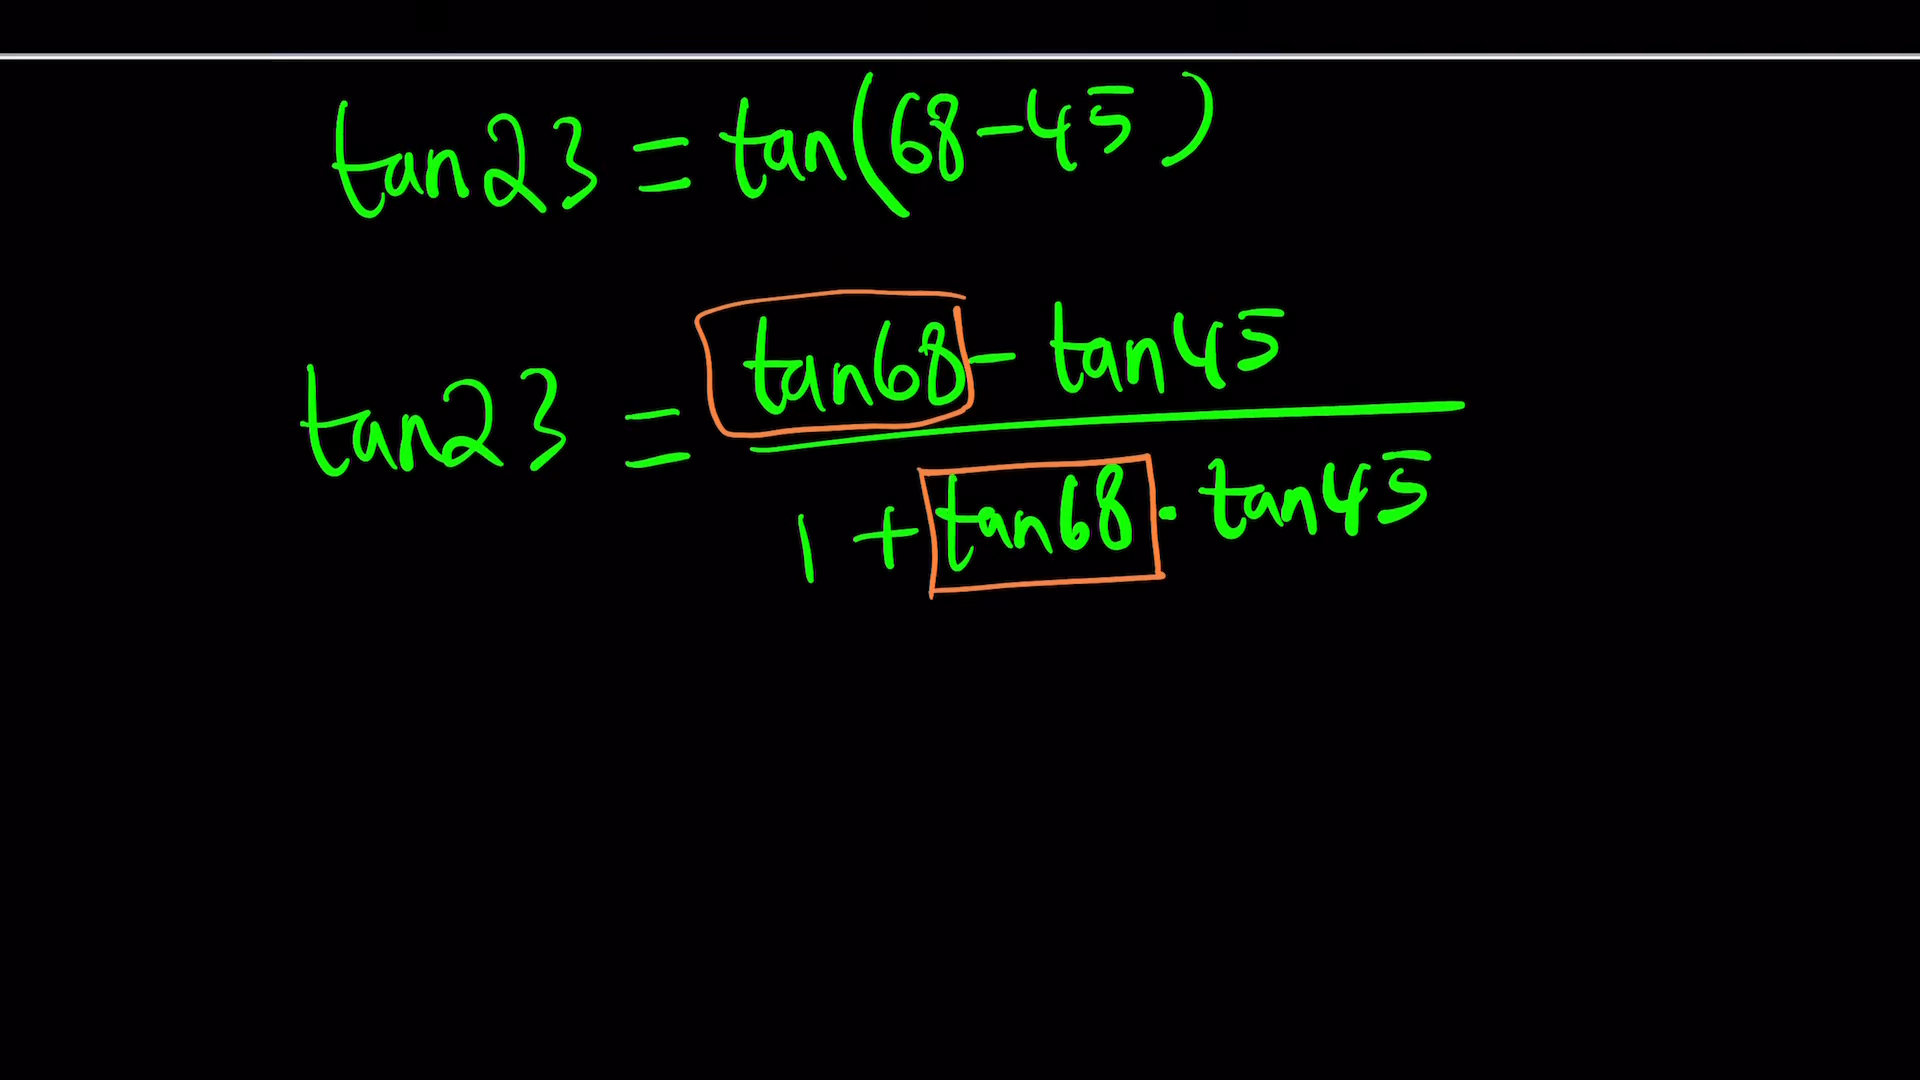 tan23 = tan(68-45)
tan68 - tan45
tan23 =
1 + tan68 · tan45